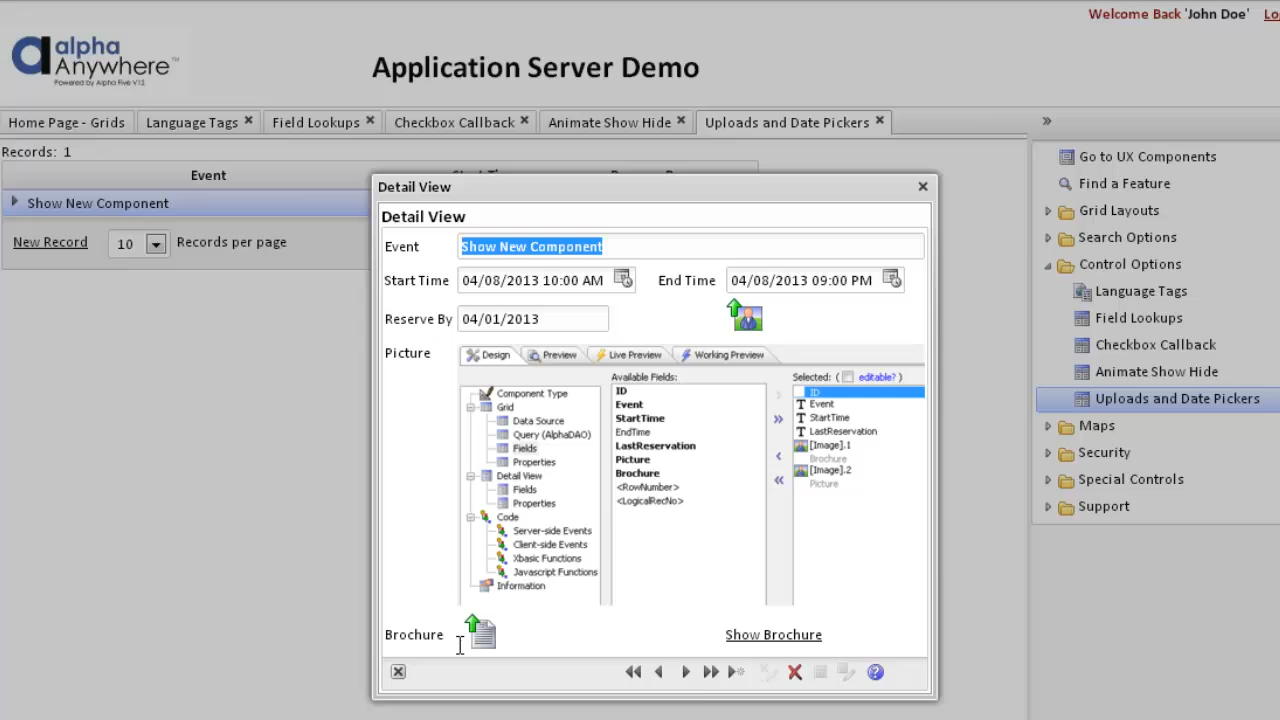 Welcome Back 'John Doe' Lo
alpha
Anywhere™
Powered by Alpha Five V12
Application Server Demo
Home Page - Grids
Language Tags
Field Lookups
Checkbox Callback
Animate Show Hide
Uploads and Date Pickers
»
Records: 1
Event
Show New Component
New Record 10 Records per page
Detail View
Detail View
Event Show New Component
Start Time 04/08/2013 10:00 AM End Time 04/08/2013 09:00 PM
Reserve By 04/01/2013
Picture
Design Preview Live Preview Working Preview
Component Type
Grid
Data Source
Query (AlphaDAO)
Fields
Properties
Detail View
Fields
Properties
Code
Server-side Events
Client-side Events
Xbasic Functions
Javascript Functions
Information
Available Fields:
ID
Event
StartTime
EndTime
LastReservation
Picture
Brochure
<RowNumber>
<LogicalRecNo>
Selected: ( editable? )
ID
Event
StartTime
LastReservation
[Image].1
Brochure
[Image].2
Picture
Brochure Show Brochure
Go to UX Components
Find a Feature
Grid Layouts
Search Options
Control Options
Language Tags
Field Lookups
Checkbox Callback
Animate Show Hide
Uploads and Date Pickers
Maps
Security
Special Controls
Support